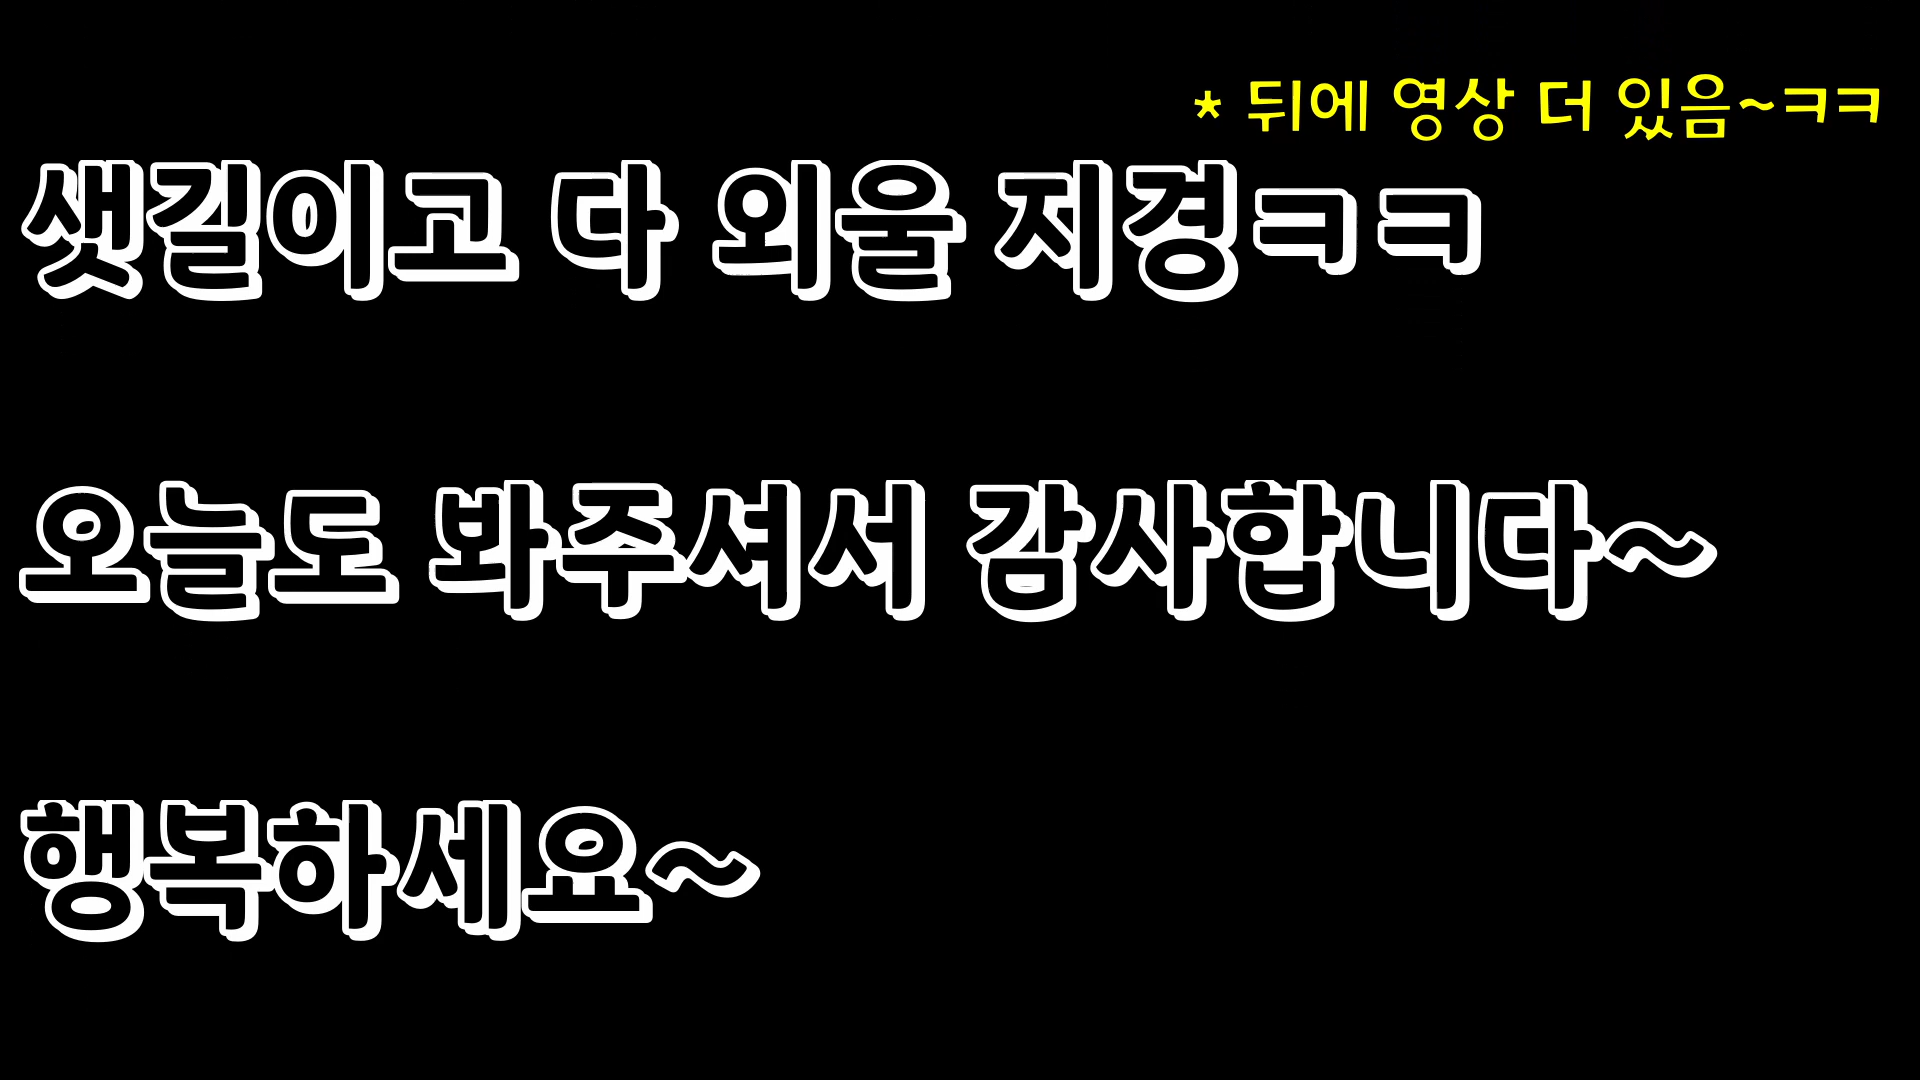 * 뒤에 영상 더 있음~ㅋㅋ
샛길이고 다 외울 지경ㅋㅋ
오늘도 봐주셔서 감사합니다~
행복하세요~